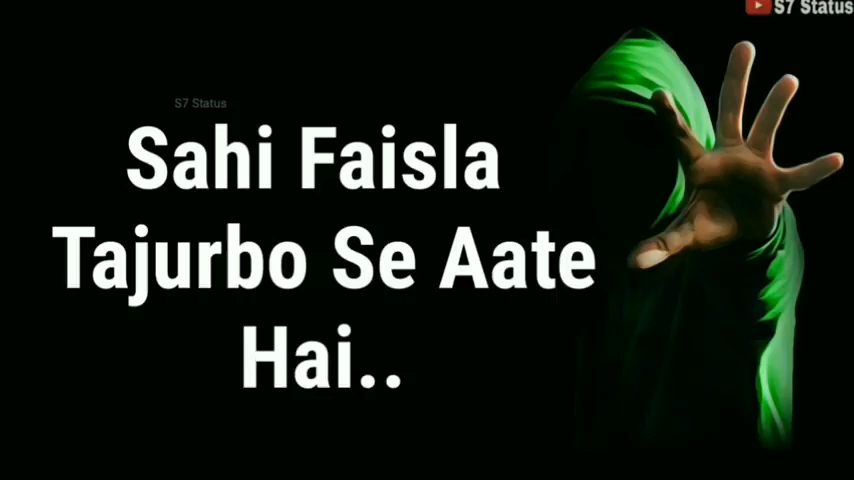 S7 Status
S7 Status
Sahi Faisla
Tajurbo Se Aate
Hai..